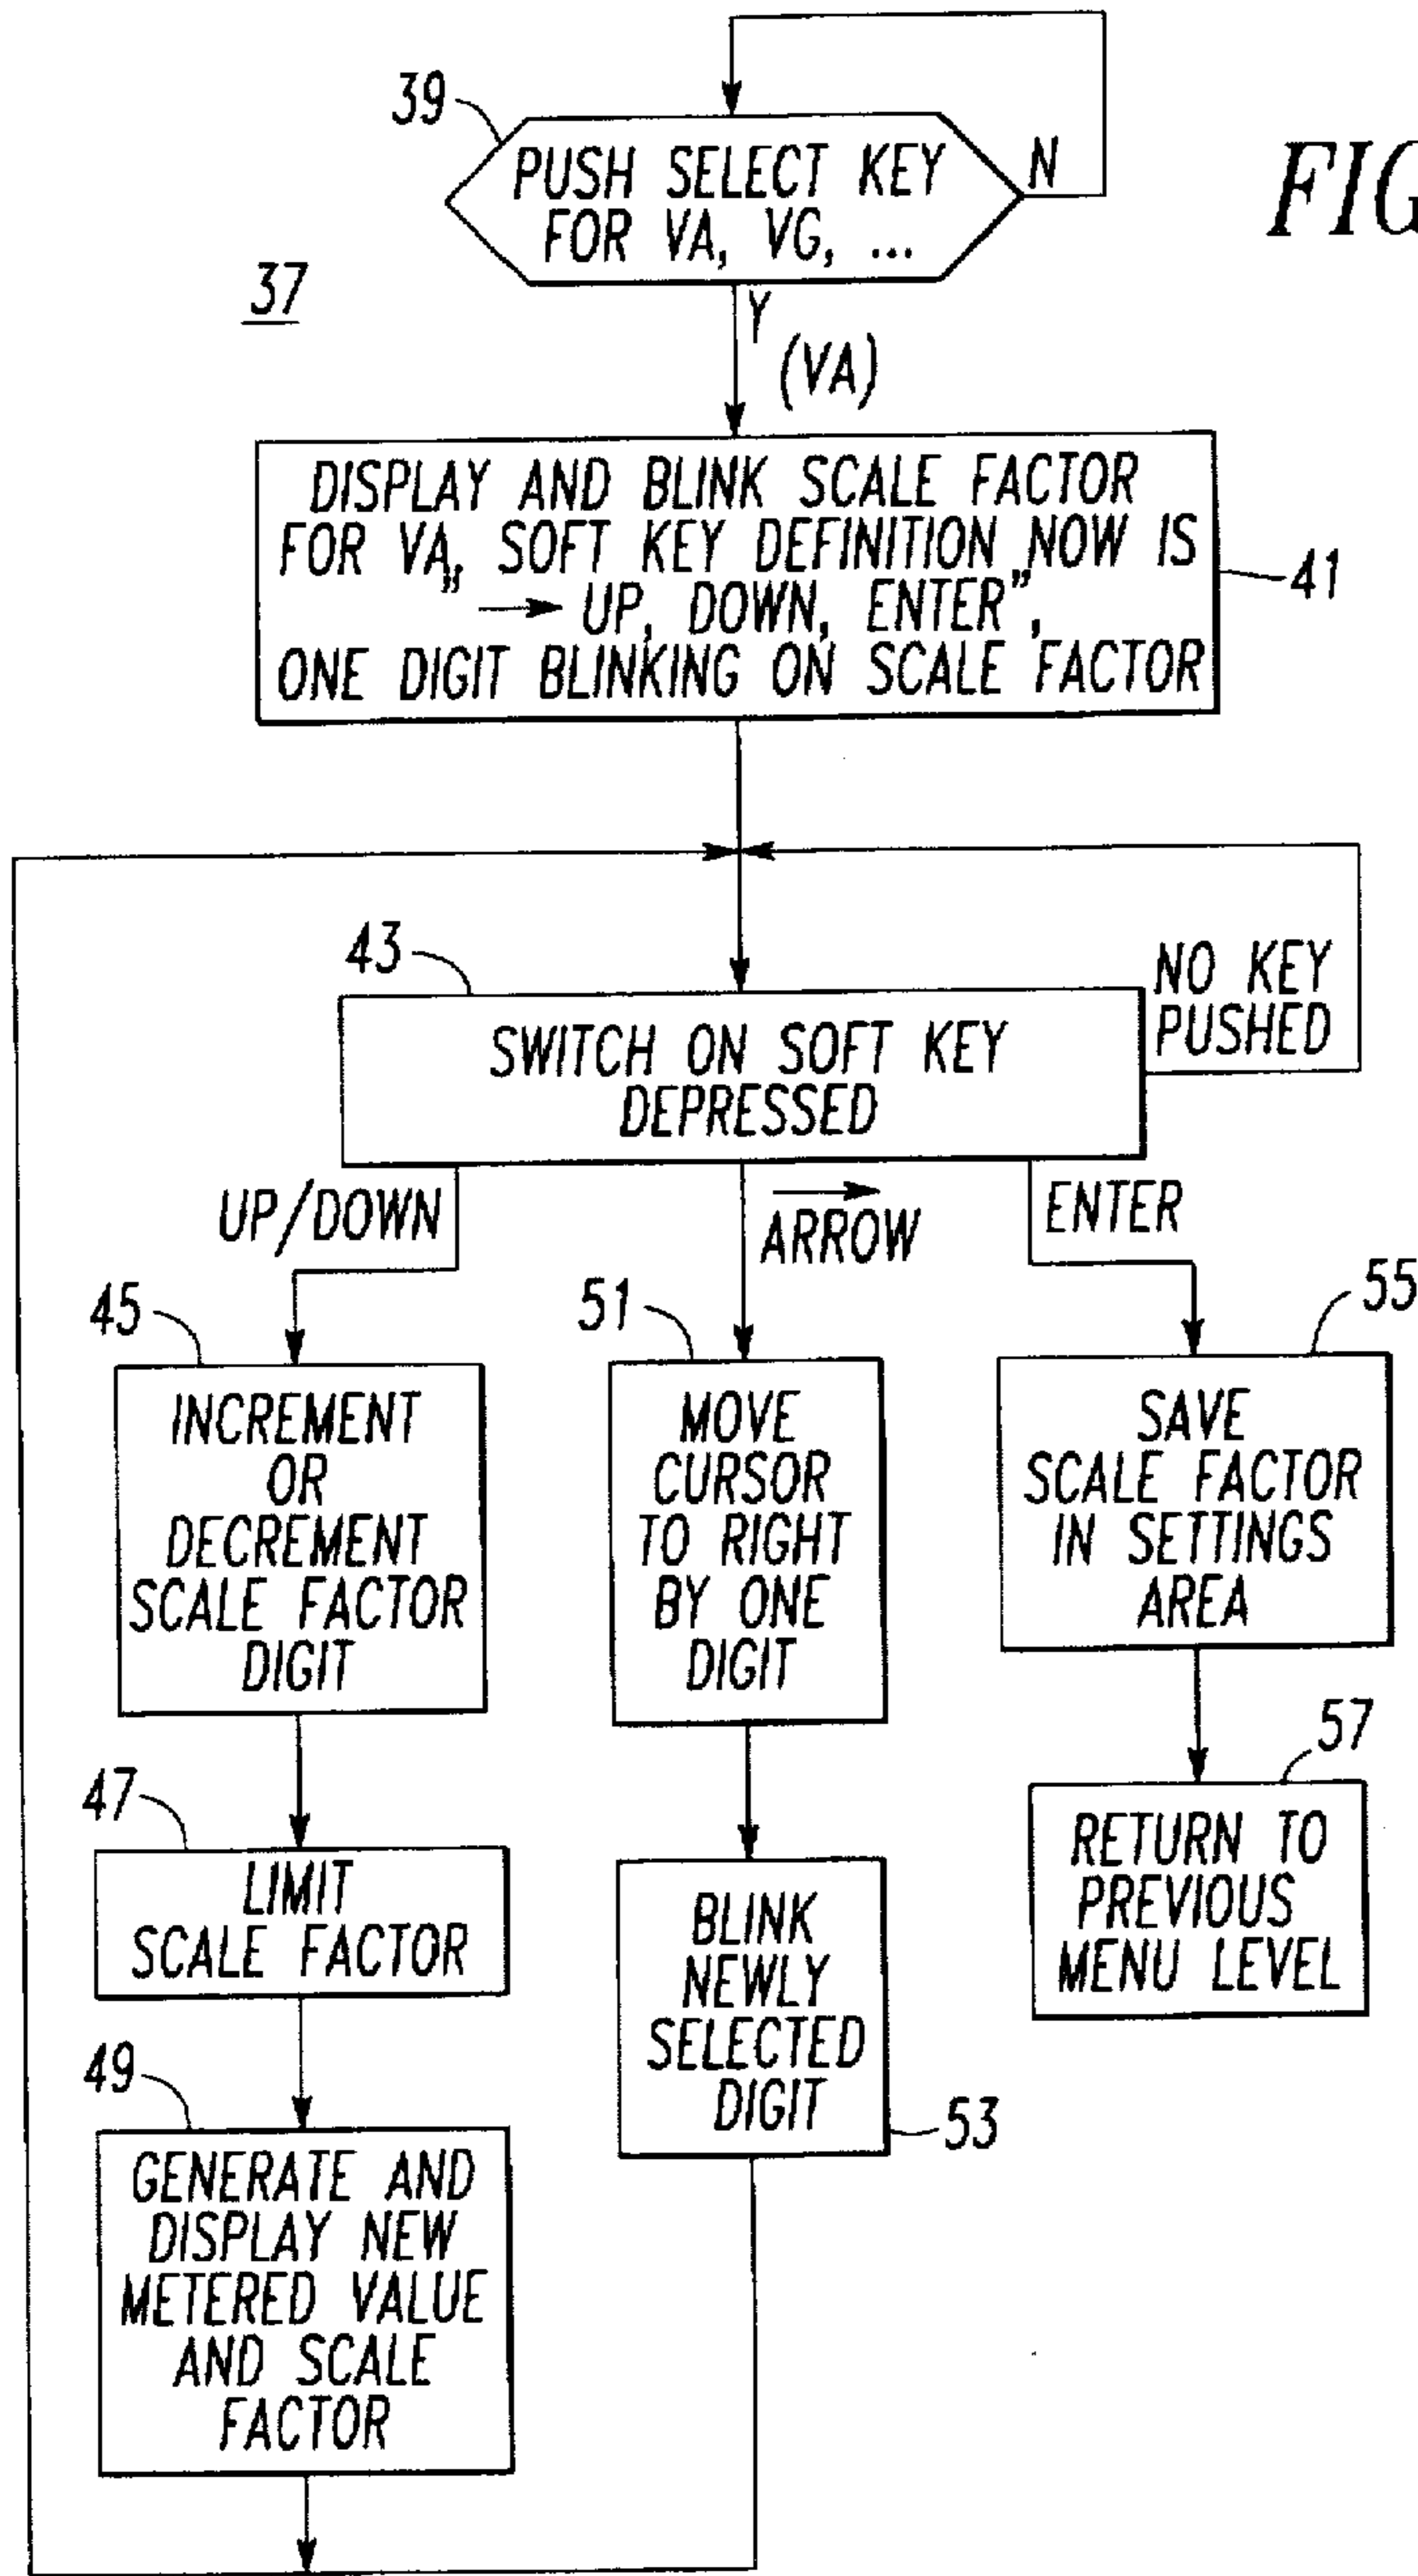 39
PUSH SELECT KEY
FOR VA, VG, ...
N
FIG
37
Y
(VA)
DISPLAY AND BLINK SCALE FACTOR
FOR VA, SOFT KEY DEFINITION NOW IS
" → UP, DOWN, ENTER",
ONE DIGIT BLINKING ON SCALE FACTOR
41
43
NO KEY
PUSHED
SWITCH ON SOFT KEY
DEPRESSED
UP/DOWN
→
ARROW
ENTER
45
INCREMENT
OR
DECREMENT
SCALE FACTOR
DIGIT
51
MOVE
CURSOR
TO RIGHT
BY ONE
DIGIT
55
SAVE
SCALE FACTOR
IN SETTINGS
AREA
47
LIMIT
SCALE FACTOR
BLINK
NEWLY
SELECTED
DIGIT
53
57
RETURN TO
PREVIOUS
MENU LEVEL
49
GENERATE AND
DISPLAY NEW
METERED VALUE
AND SCALE
FACTOR